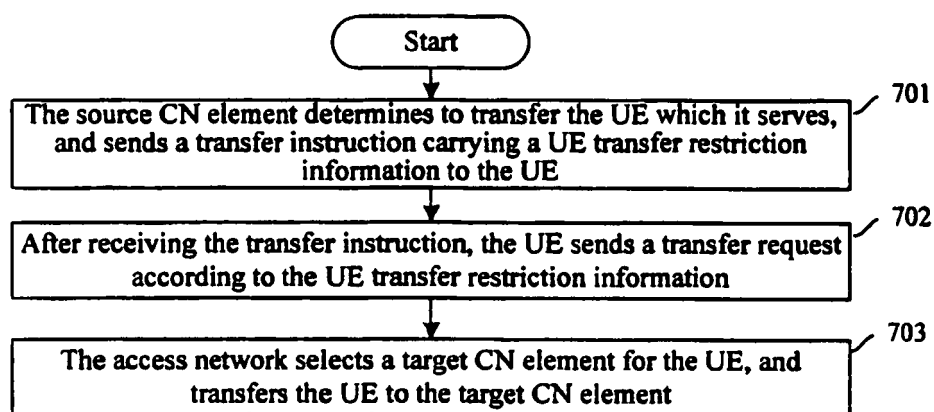 Start
701
The source CN element determines to transfer the UE which it serves,
and sends a transfer instruction carrying a UE transfer restriction
information to the UE
702
After receiving the transfer instruction, the UE sends a transfer request
according to the UE transfer restriction information
703
The access network selects a target CN element for the UE, and
transfers the UE to the target CN element